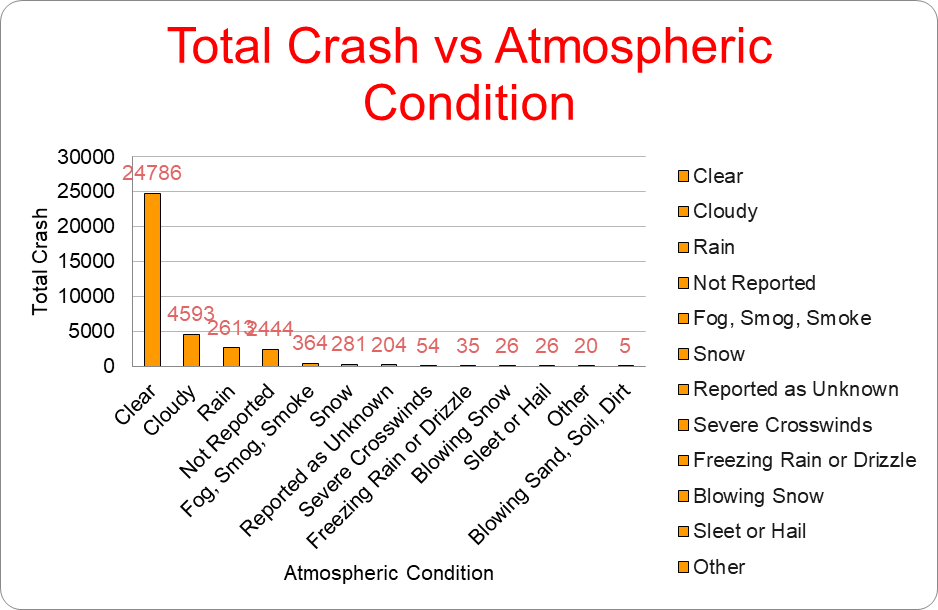 Total Crash vs Atmospheric
Condition
Total Crash
30000
25000
20000
15000
10000
5000
0
24786
4593
2613
2444
364
281
204
54
35
26
26
20
5
Clear
Cloudy
Rain
Not Reported
Fog, Smog, Smoke
Snow
Reported as Unknown
Severe Crosswinds
Freezing Rain or Drizzle
Blowing Snow
Sleet or Hail
Other
Blowing Sand, Soil, Dirt
Atmospheric Condition
Clear
Cloudy
Rain
Not Reported
Fog, Smog, Smoke
Snow
Reported as Unknown
Severe Crosswinds
Freezing Rain or Drizzle
Blowing Snow
Sleet or Hail
Other